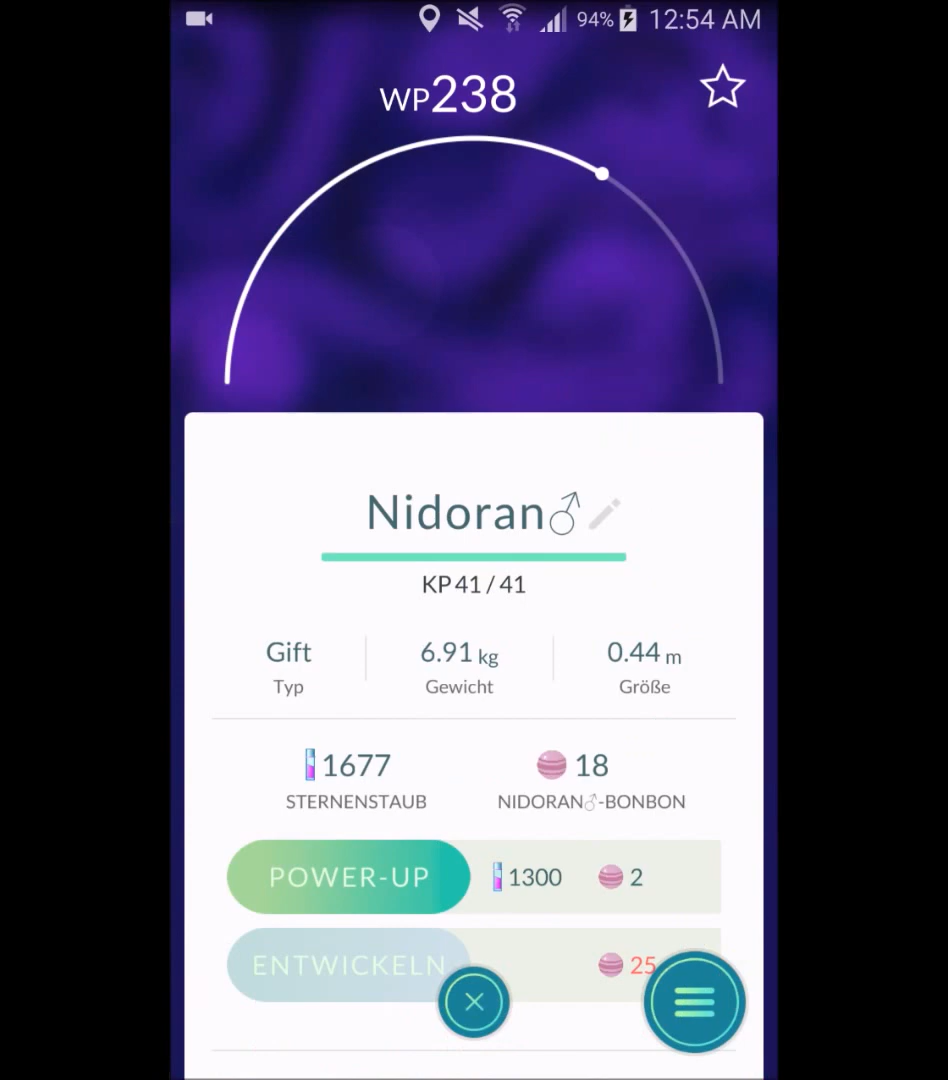 94% 12:54 AM
WP238
Nidoran♂
KP 41 / 41
Gift 6.91 kg 0.44 m
Typ Gewicht Größe
1677 18
STERNENSTAUB NIDORAN♂-BONBON
POWER-UP 1300 2
ENTWICKELN 25